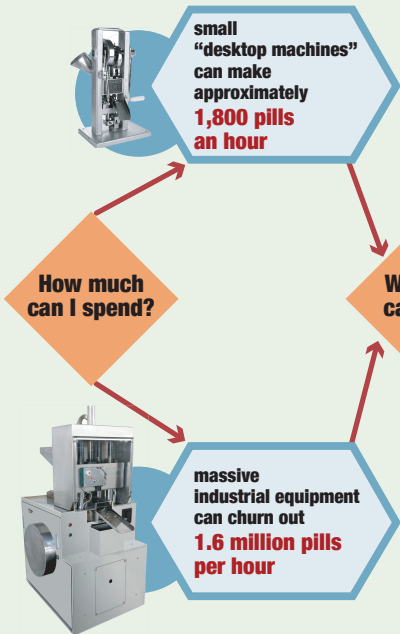 small
“desktop machines”
can make
approximately
1,800 pills
an hour
How much
can I spend?
massive
industrial equipment
can churn out
1.6 million pills
per hour